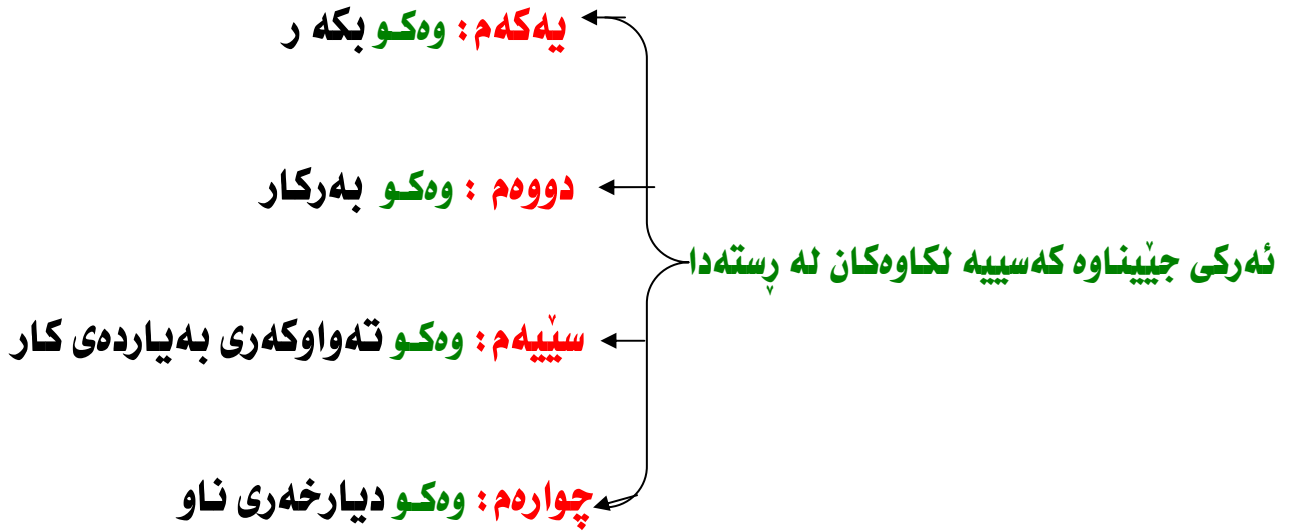 ئەرکی جێیناوە کەسییە لکاوەکان لە ڕستەدا
یەکەم : وەکو بکە ر
دووەم : وەکو بەرکار
سێیەم : وەکو تەواوکەری بەیاردەی کار
چوارەم : وەکو دیارخەری ناو